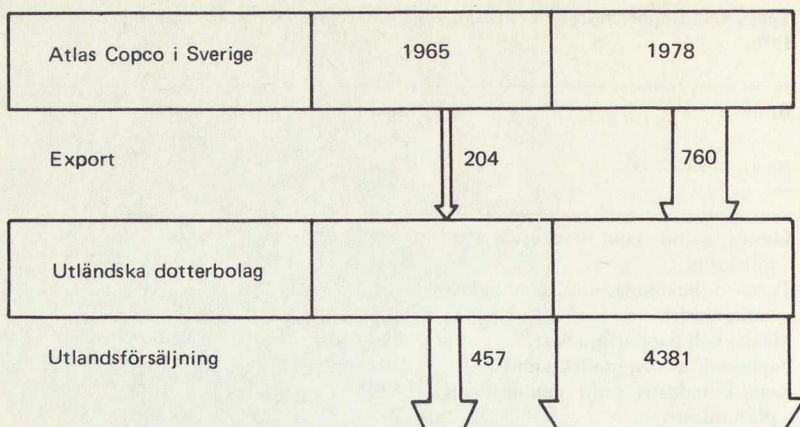 Atlas Copco i Sverige 1965 1978
Export 204 760
Utländska dotterbolag
Utlandsförsäljning 457 4381